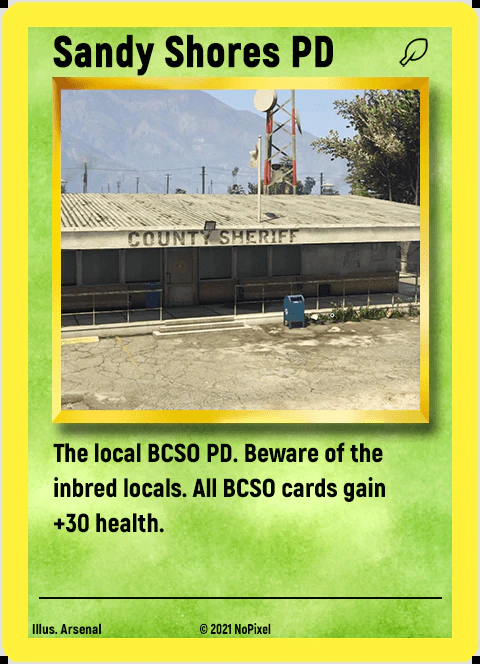 Sandy Shores PD
COUNTY SHERIFF
The local BCSO PD. Beware of the
inbred locals. All BCSO cards gain
+30 health.
Illus. Arsenal
© 2021 NoPixel